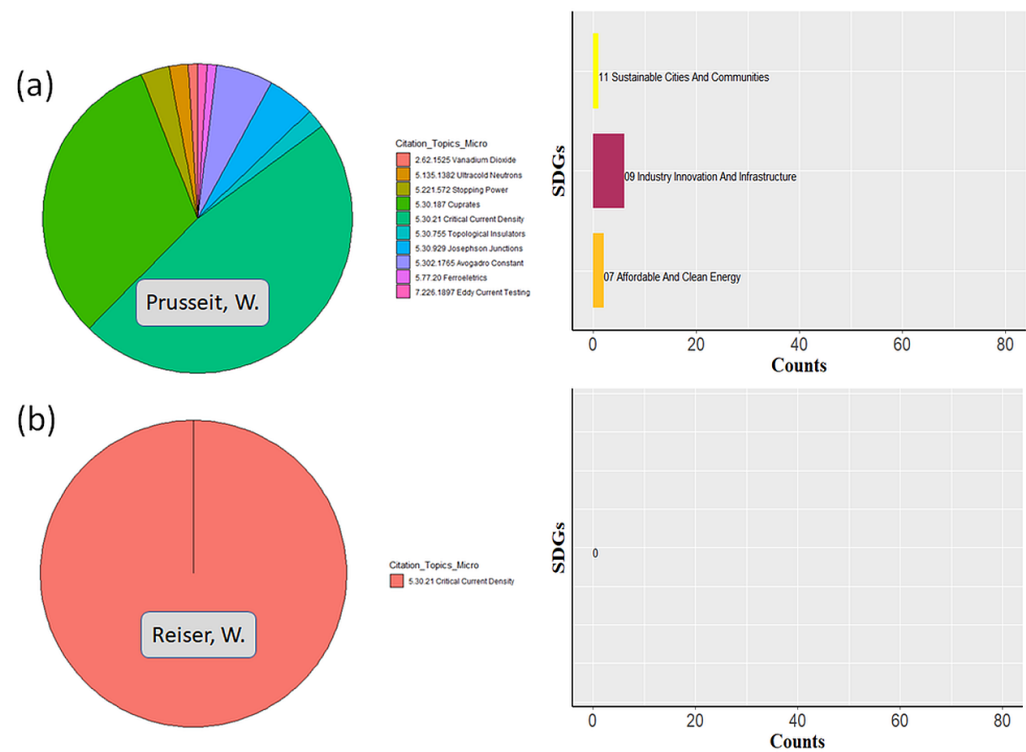 (a)
Prusseit, W.
Citation_Topics_Micro
2.62.1525 Vanadium Dioxide
5.135.1382 Ultracold Neutrons
5.221.572 Stopping Power
5.30.187 Cuprates
5.30.21 Critical Current Density
5.30.755 Topological Insulators
5.30.929 Josephson Junctions
5.302.1765 Avogadro Constant
5.77.20 Ferroeletrics
7.226.1897 Eddy Current Testing
SDGs
11 Sustainable Cities And Communities
09 Industry Innovation And Infrastructure
07 Affordable And Clean Energy
0 20 40 60 80
Counts
(b)
Reiser, W.
Citation_Topics_Micro
5.30.21 Critical Current Density
SDGs
0
0 20 40 60 80
Counts